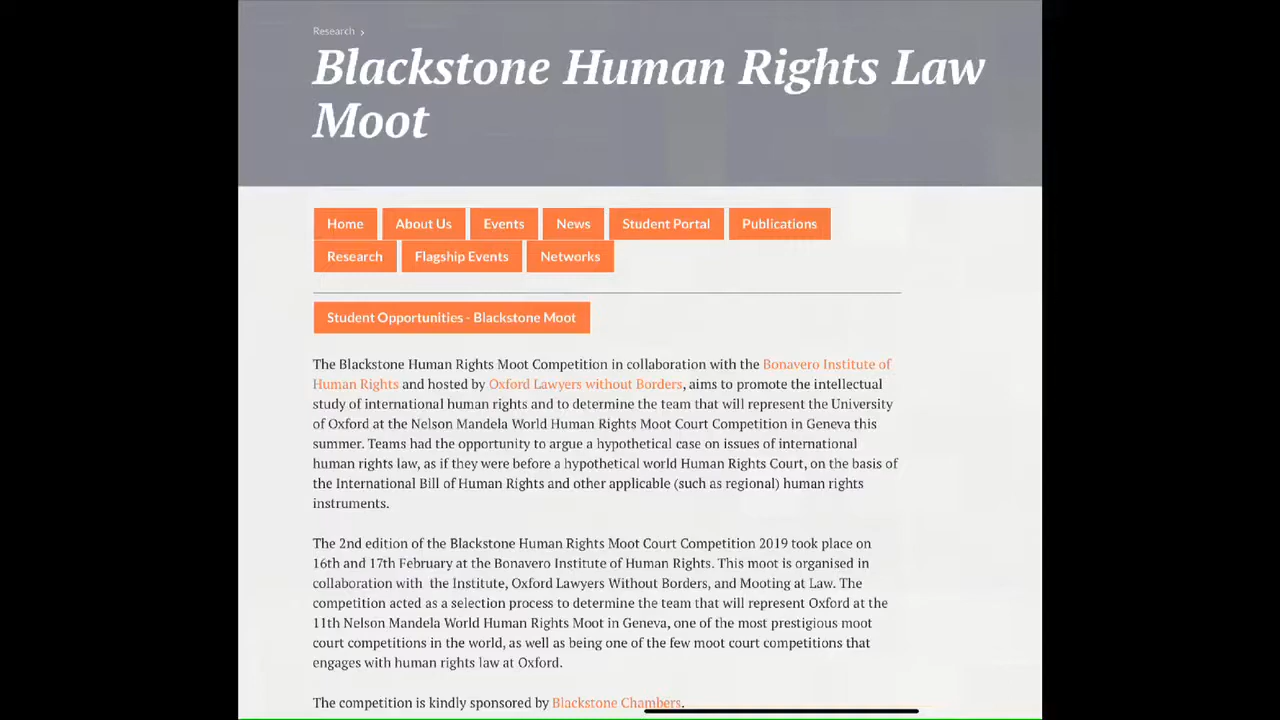 Research ›
Blackstone Human Rights Law
Moot
Home About Us Events News Student Portal Publications
Research Flagship Events Networks
Student Opportunities - Blackstone Moot
The Blackstone Human Rights Moot Competition in collaboration with the Bonavero Institute of
Human Rights and hosted by Oxford Lawyers without Borders, aims to promote the intellectual
study of international human rights and to determine the team that will represent the University
of Oxford at the Nelson Mandela World Human Rights Moot Court Competition in Geneva this
summer. Teams had the opportunity to argue a hypothetical case on issues of international
human rights law, as if they were before a hypothetical world Human Rights Court, on the basis of
the International Bill of Human Rights and other applicable (such as regional) human rights
instruments.
The 2nd edition of the Blackstone Human Rights Moot Court Competition 2019 took place on
16th and 17th February at the Bonavero Institute of Human Rights. This moot is organised in
collaboration with the Institute, Oxford Lawyers Without Borders, and Mooting at Law. The
competition acted as a selection process to determine the team that will represent Oxford at the
11th Nelson Mandela World Human Rights Moot in Geneva, one of the most prestigious moot
court competitions in the world, as well as being one of the few moot court competitions that
engages with human rights law at Oxford.
The competition is kindly sponsored by Blackstone Chambers.